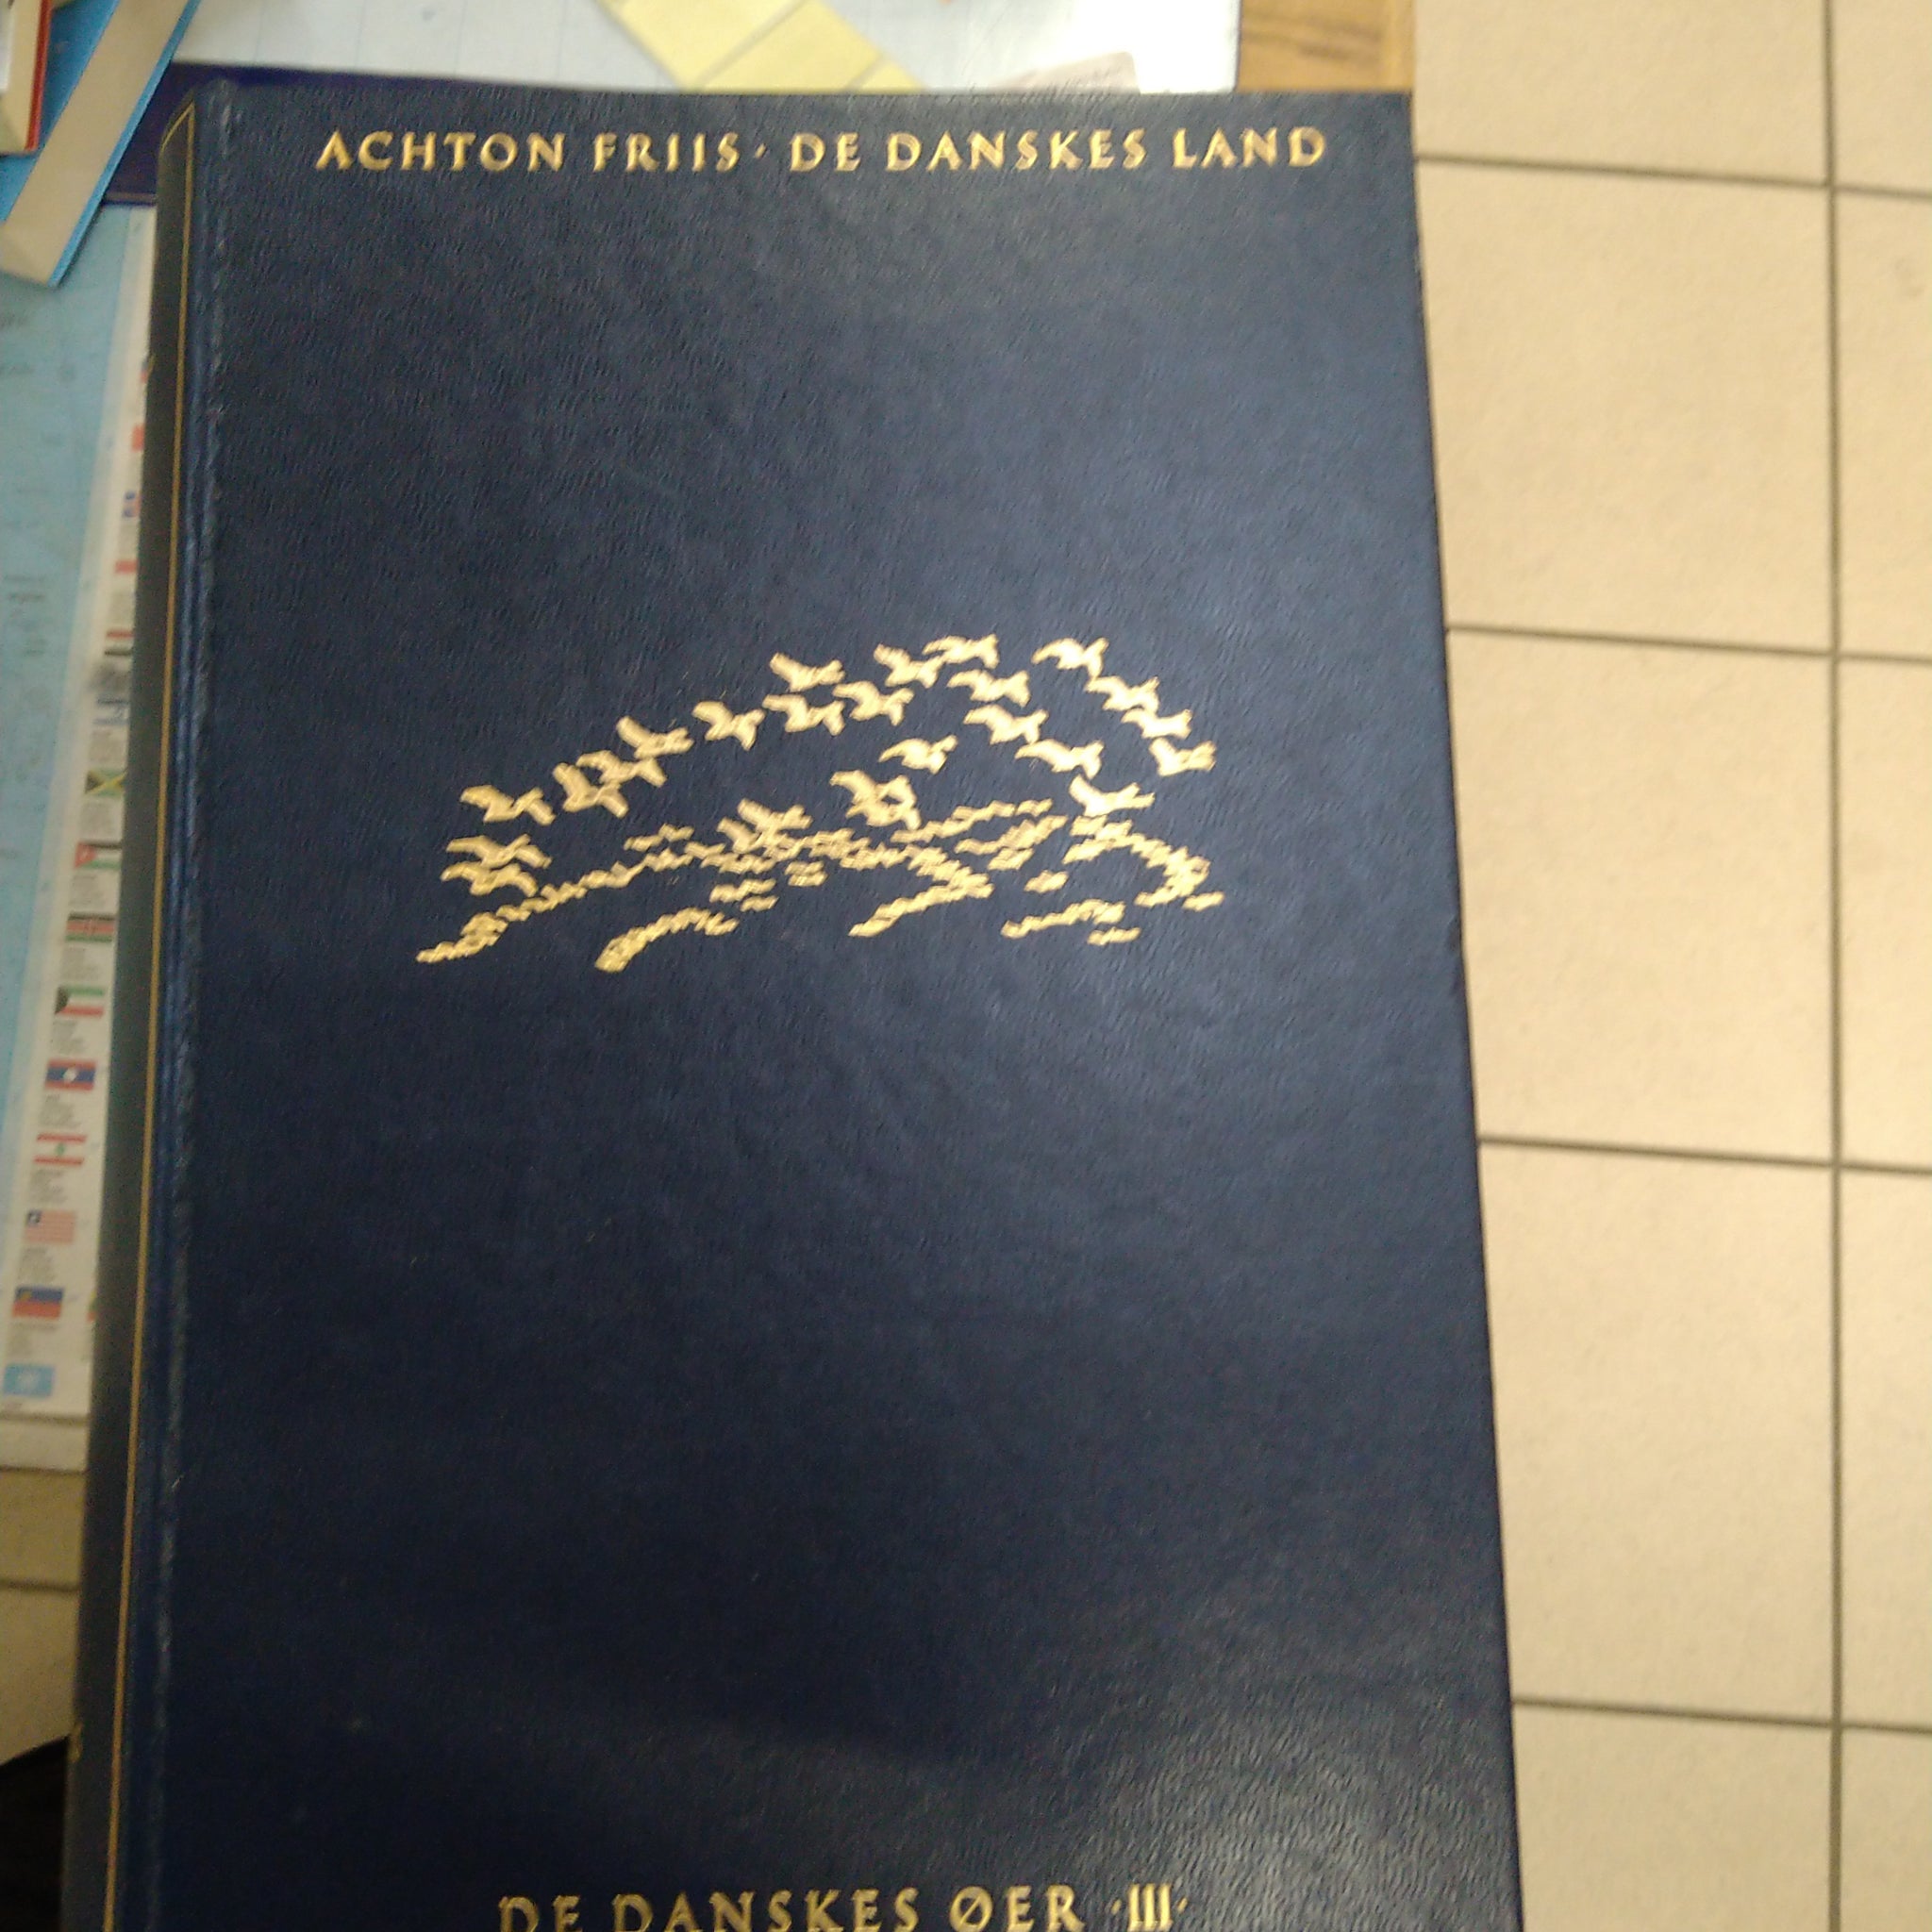 ACHTON FRIIS · DE DANSKES LAND
DE DANSKES ØER · III ·